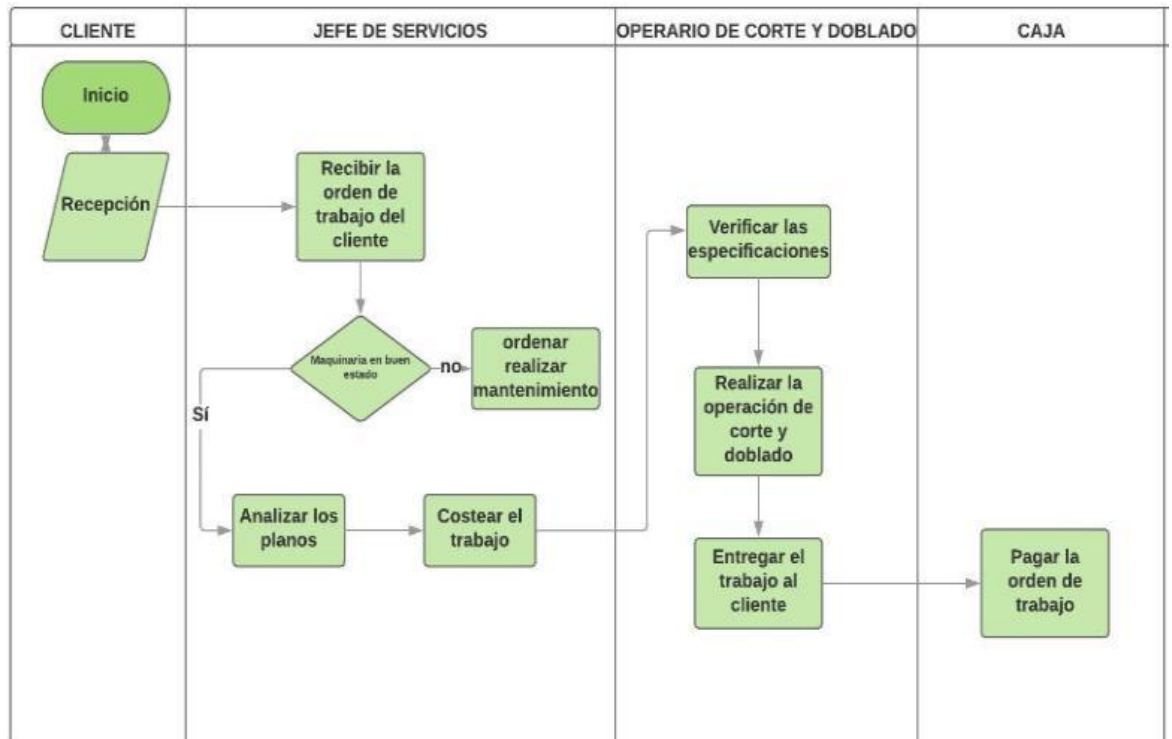 CLIENTE
JEFE DE SERVICIOS
OPERARIO DE CORTE Y DOBLADO
CAJA
Inicio
Recepción
Recibir la
orden de
trabajo del
cliente
Maquinaria en buen
estado
no
ordenar
realizar
mantenimiento
Sí
Analizar los
planos
Costear el
trabajo
Verificar las
especificaciones
Realizar la
operación de
corte y
doblado
Entregar el
trabajo al
cliente
Pagar la
orden de
trabajo